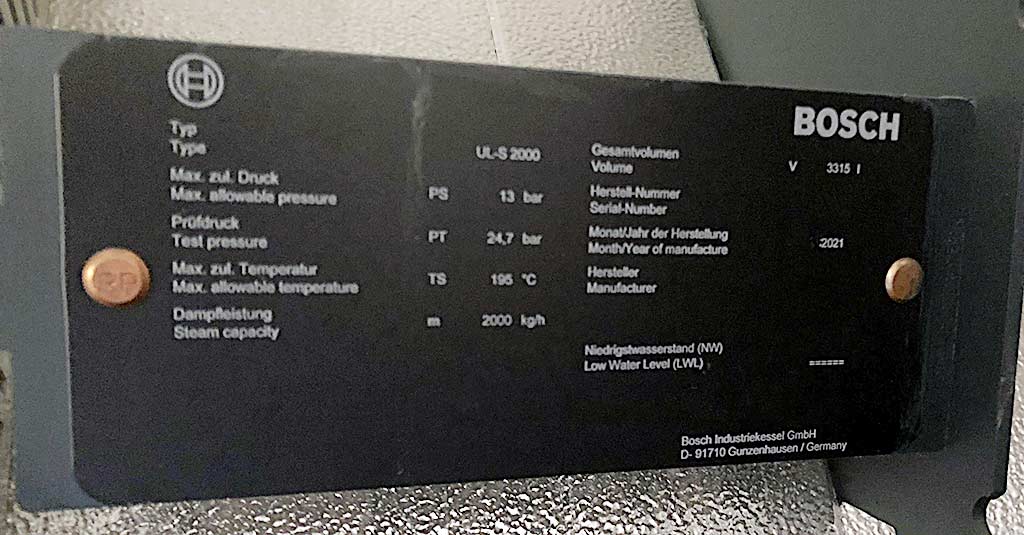 BOSCH
Typ
Type
UL-S 2000
Max. zul. Druck
Max. allowable pressure
PS 13 bar
Prüfdruck
Test pressure
PT 24,7 bar
Max. zul. Temperatur
Max. allowable temperature
TS 195 °C
Dampfleistung
Steam capacity
m 2000 kg/h
Gesamtvolumen
Volume
V 3315 l
Herstell-Nummer
Serial-Number
Monat/Jahr der Herstellung
Month/Year of manufacture
2021
Hersteller
Manufacturer
Niedrigstwasserstand (NW)
Low Water Level (LWL)
======
Bosch Industriekessel GmbH
D- 91710 Gunzenhausen / Germany